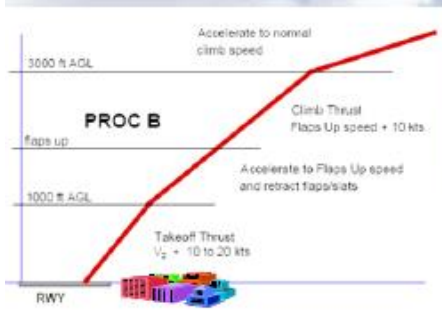 Accelerate to normal
climb speed
3000 ft AGL
Climb Thrust
Flaps Up speed + 10 kts
PROC B
flaps up
Accelerate to Flaps Up speed
and retract flaps/slats
1000 ft AGL
Takeoff Thrust
V2 + 10 to 20 kts
RWY